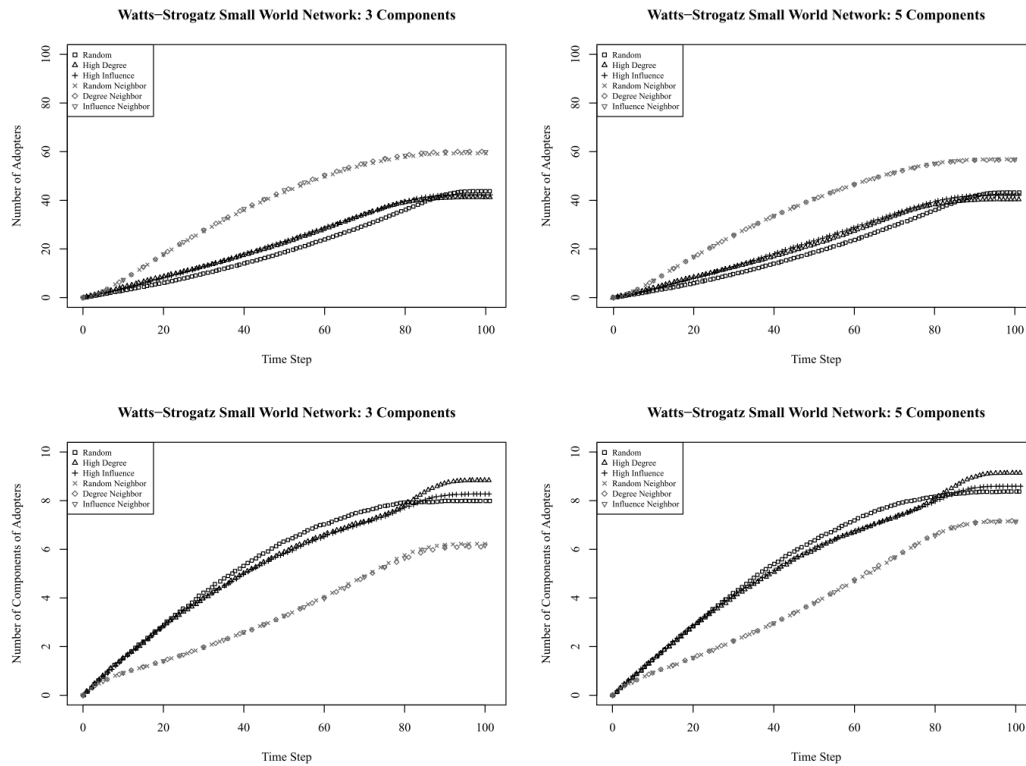 Watts−Strogatz Small World Network: 3 Components
Number of Adopters
100
80
60
40
20
0
Random
High Degree
High Influence
Random Neighbor
Degree Neighbor
Influence Neighbor
0 20 40 60 80 100
Time Step
Watts−Strogatz Small World Network: 5 Components
Number of Adopters
100
80
60
40
20
0
Random
High Degree
High Influence
Random Neighbor
Degree Neighbor
Influence Neighbor
0 20 40 60 80 100
Time Step
Watts−Strogatz Small World Network: 3 Components
Number of Components of Adopters
10
8
6
4
2
0
Random
High Degree
High Influence
Random Neighbor
Degree Neighbor
Influence Neighbor
0 20 40 60 80 100
Time Step
Watts−Strogatz Small World Network: 5 Components
Number of Components of Adopters
10
8
6
4
2
0
Random
High Degree
High Influence
Random Neighbor
Degree Neighbor
Influence Neighbor
0 20 40 60 80 100
Time Step